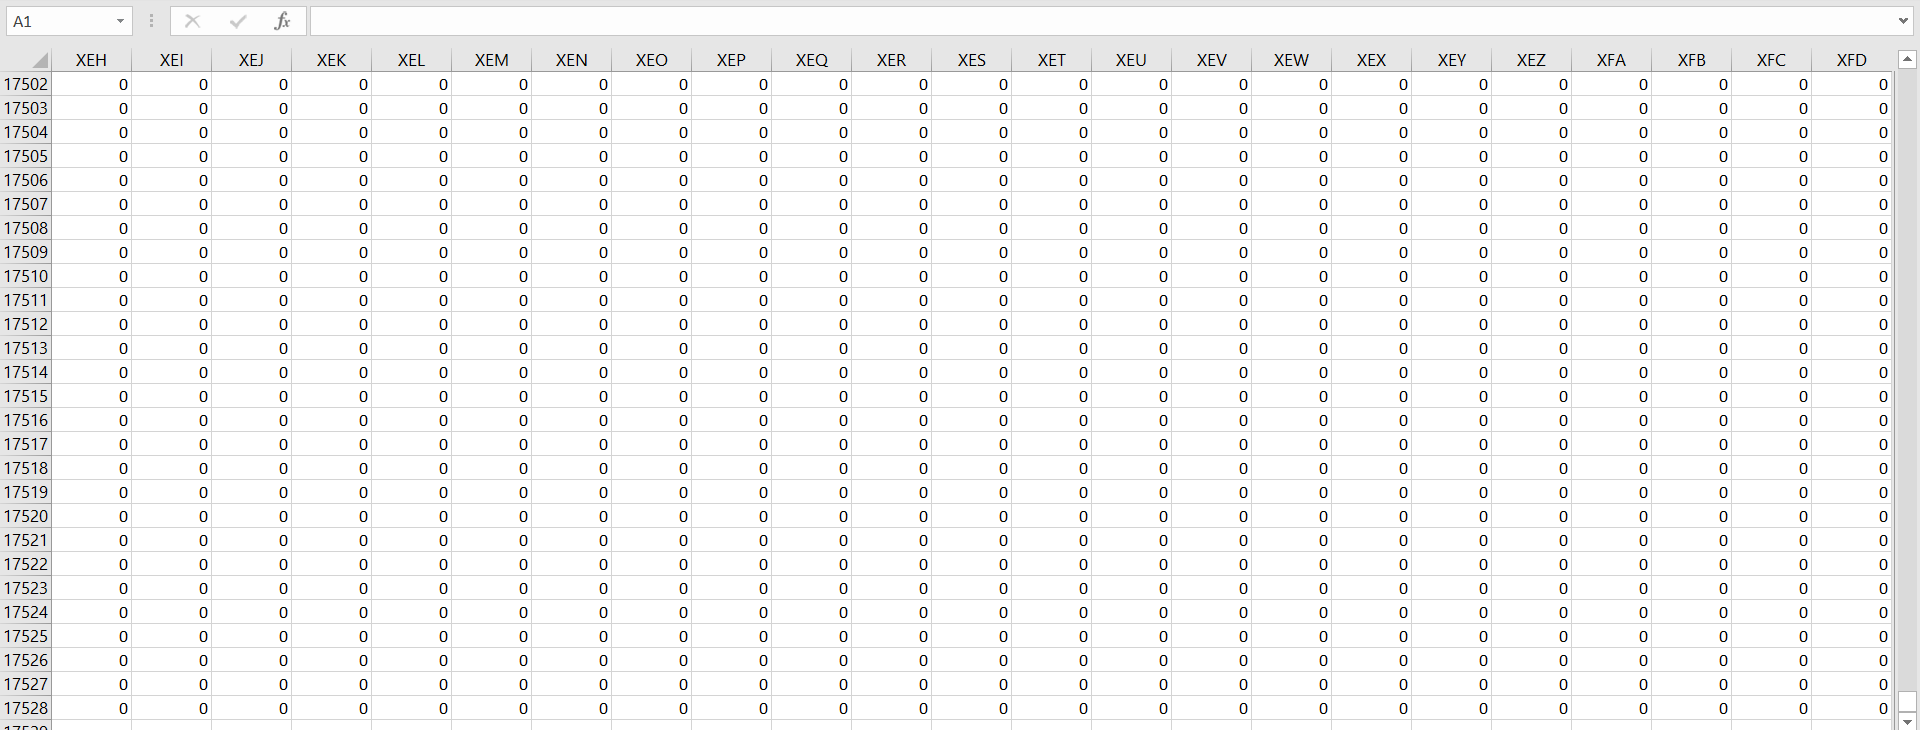 A1 fx
XEH XEI XEJ XEK XEL XEM XEN XEO XEP XEQ XER XES XET XEU XEV XEW XEX XEY XEZ XFA XFB XFC XFD
17502 0 0 0 0 0 0 0 0 0 0 0 0 0 0 0 0 0 0 0 0 0 0 0
17503 0 0 0 0 0 0 0 0 0 0 0 0 0 0 0 0 0 0 0 0 0 0 0
17504 0 0 0 0 0 0 0 0 0 0 0 0 0 0 0 0 0 0 0 0 0 0 0
17505 0 0 0 0 0 0 0 0 0 0 0 0 0 0 0 0 0 0 0 0 0 0 0
17506 0 0 0 0 0 0 0 0 0 0 0 0 0 0 0 0 0 0 0 0 0 0 0
17507 0 0 0 0 0 0 0 0 0 0 0 0 0 0 0 0 0 0 0 0 0 0 0
17508 0 0 0 0 0 0 0 0 0 0 0 0 0 0 0 0 0 0 0 0 0 0 0
17509 0 0 0 0 0 0 0 0 0 0 0 0 0 0 0 0 0 0 0 0 0 0 0
17510 0 0 0 0 0 0 0 0 0 0 0 0 0 0 0 0 0 0 0 0 0 0 0
17511 0 0 0 0 0 0 0 0 0 0 0 0 0 0 0 0 0 0 0 0 0 0 0
17512 0 0 0 0 0 0 0 0 0 0 0 0 0 0 0 0 0 0 0 0 0 0 0
17513 0 0 0 0 0 0 0 0 0 0 0 0 0 0 0 0 0 0 0 0 0 0 0
17514 0 0 0 0 0 0 0 0 0 0 0 0 0 0 0 0 0 0 0 0 0 0 0
17515 0 0 0 0 0 0 0 0 0 0 0 0 0 0 0 0 0 0 0 0 0 0 0
17516 0 0 0 0 0 0 0 0 0 0 0 0 0 0 0 0 0 0 0 0 0 0 0
17517 0 0 0 0 0 0 0 0 0 0 0 0 0 0 0 0 0 0 0 0 0 0 0
17518 0 0 0 0 0 0 0 0 0 0 0 0 0 0 0 0 0 0 0 0 0 0 0
17519 0 0 0 0 0 0 0 0 0 0 0 0 0 0 0 0 0 0 0 0 0 0 0
17520 0 0 0 0 0 0 0 0 0 0 0 0 0 0 0 0 0 0 0 0 0 0 0
17521 0 0 0 0 0 0 0 0 0 0 0 0 0 0 0 0 0 0 0 0 0 0 0
17522 0 0 0 0 0 0 0 0 0 0 0 0 0 0 0 0 0 0 0 0 0 0 0
17523 0 0 0 0 0 0 0 0 0 0 0 0 0 0 0 0 0 0 0 0 0 0 0
17524 0 0 0 0 0 0 0 0 0 0 0 0 0 0 0 0 0 0 0 0 0 0 0
17525 0 0 0 0 0 0 0 0 0 0 0 0 0 0 0 0 0 0 0 0 0 0 0
17526 0 0 0 0 0 0 0 0 0 0 0 0 0 0 0 0 0 0 0 0 0 0 0
17527 0 0 0 0 0 0 0 0 0 0 0 0 0 0 0 0 0 0 0 0 0 0 0
17528 0 0 0 0 0 0 0 0 0 0 0 0 0 0 0 0 0 0 0 0 0 0 0